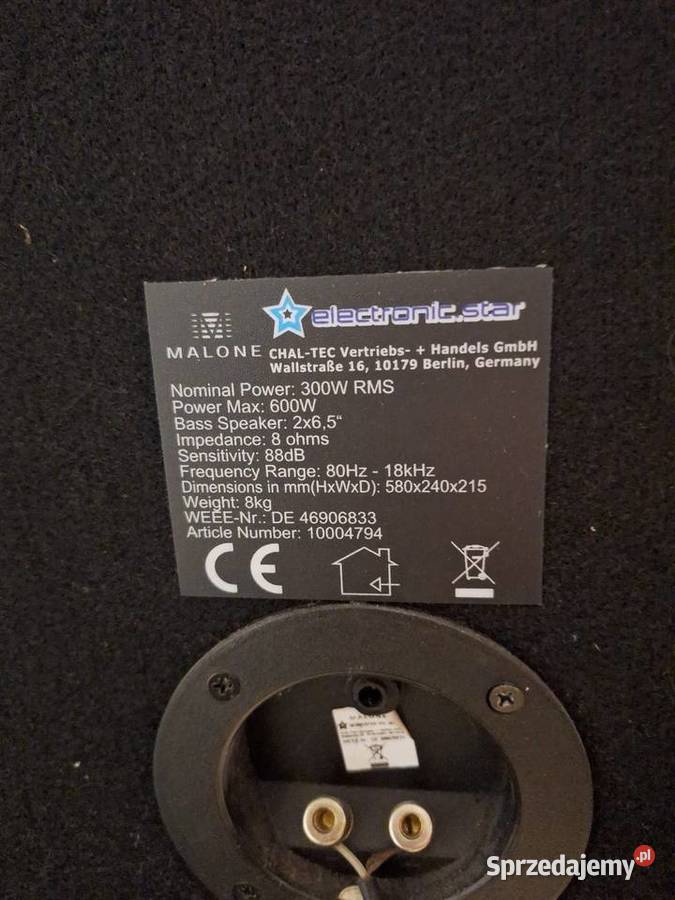 electronic.star
MALONE
CHAL-TEC Vertriebs- + Handels GmbH
Wallstraße 16, 10179 Berlin, Germany
Nominal Power: 300W RMS
Power Max: 600W
Bass Speaker: 2x6,5“
Impedance: 8 ohms
Sensitivity: 88dB
Frequency Range: 80Hz - 18kHz
Dimensions in mm(HxWxD): 580x240x215
Weight: 8kg
WEEE-Nr.: DE 46906833
Article Number: 10004794
CE
Sprzedajemy.pl